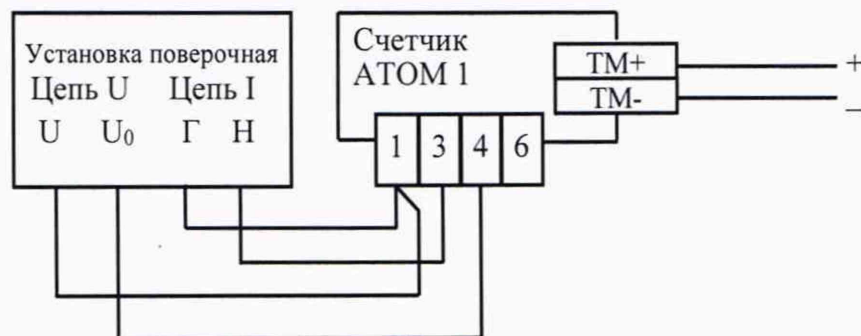 Установка поверочная
Цепь U Цепь I
U U₀ Г Н
Счетчик
АТОМ 1
ТМ+
ТМ-
+
–
1 3 4 6